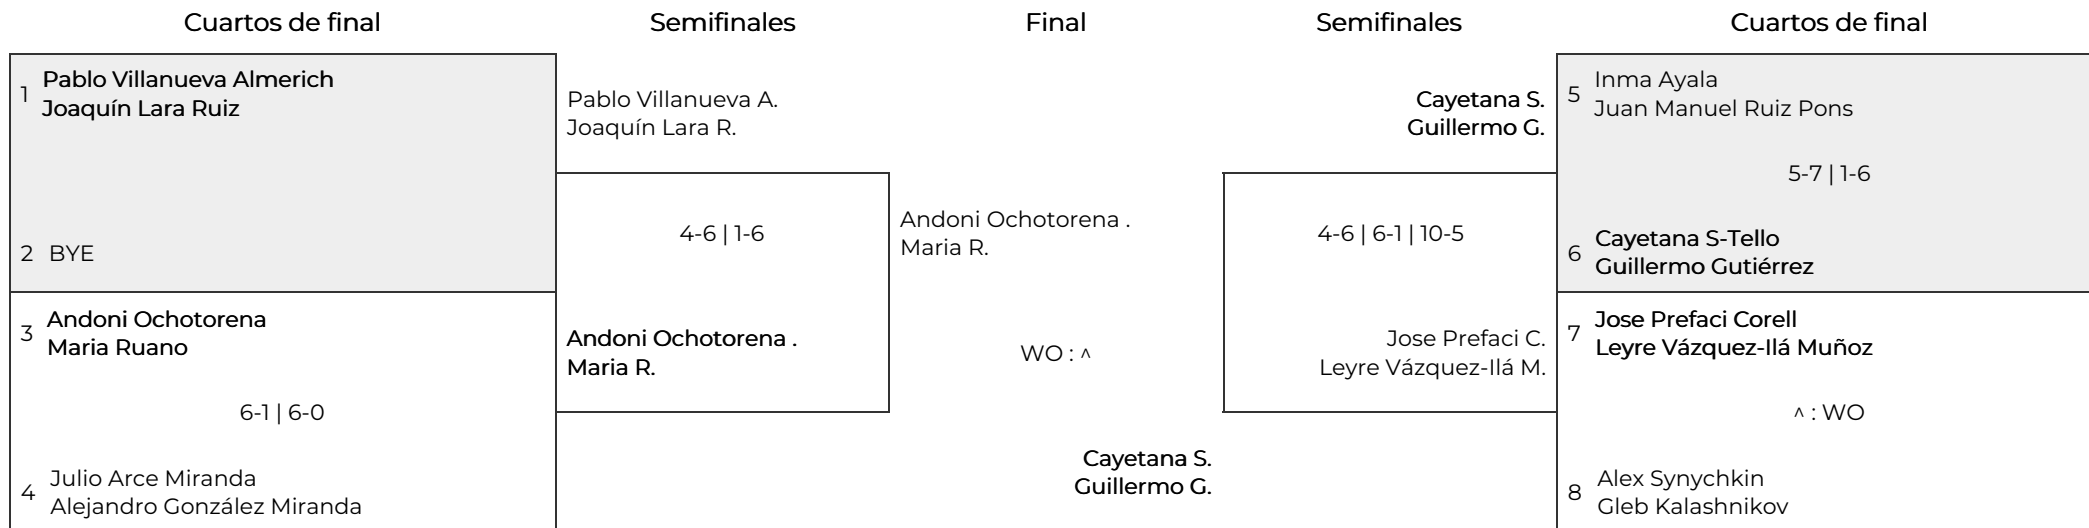 Cuartos de final
Semifinales
Final
Semifinales
Cuartos de final
1
Pablo Villanueva Almerich
Joaquín Lara Ruiz
2 BYE
3
Andoni Ochotorena
Maria Ruano
6-1 | 6-0
4
Julio Arce Miranda
Alejandro González Miranda
Pablo Villanueva A.
Joaquín Lara R.
4-6 | 1-6
Andoni Ochotorena .
Maria R.
Andoni Ochotorena .
Maria R.
WO : ^
Cayetana S.
Guillermo G.
Cayetana S.
Guillermo G.
4-6 | 6-1 | 10-5
Jose Prefaci C.
Leyre Vázquez-Ilá M.
5
Inma Ayala
Juan Manuel Ruiz Pons
5-7 | 1-6
6
Cayetana S-Tello
Guillermo Gutiérrez
7
Jose Prefaci Corell
Leyre Vázquez-Ilá Muñoz
^ : WO
8
Alex Synychkin
Gleb Kalashnikov